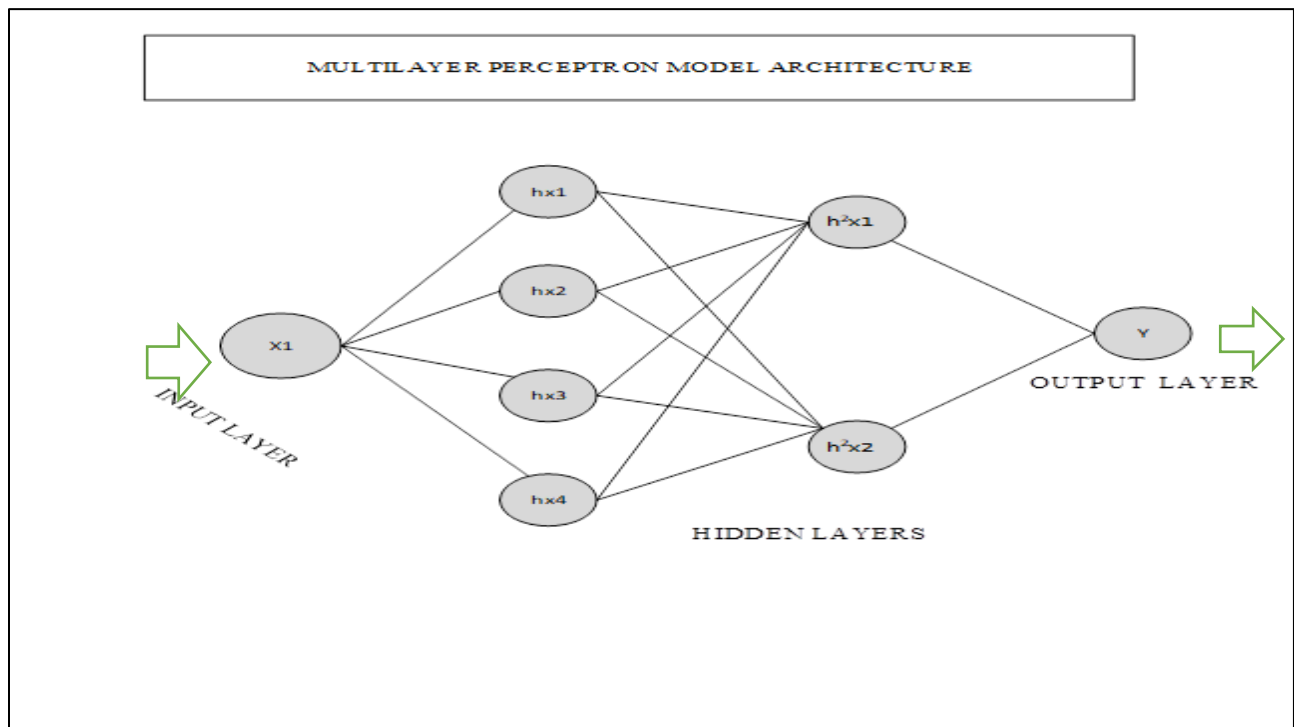 MULTILAYER PERCEPTRON MODEL ARCHITECTURE
hx1
h²x1
hx2
X1
Y
hx3
OUTPUT LAYER
INPUT LAYER
h²x2
hx4
HIDDEN LAYERS